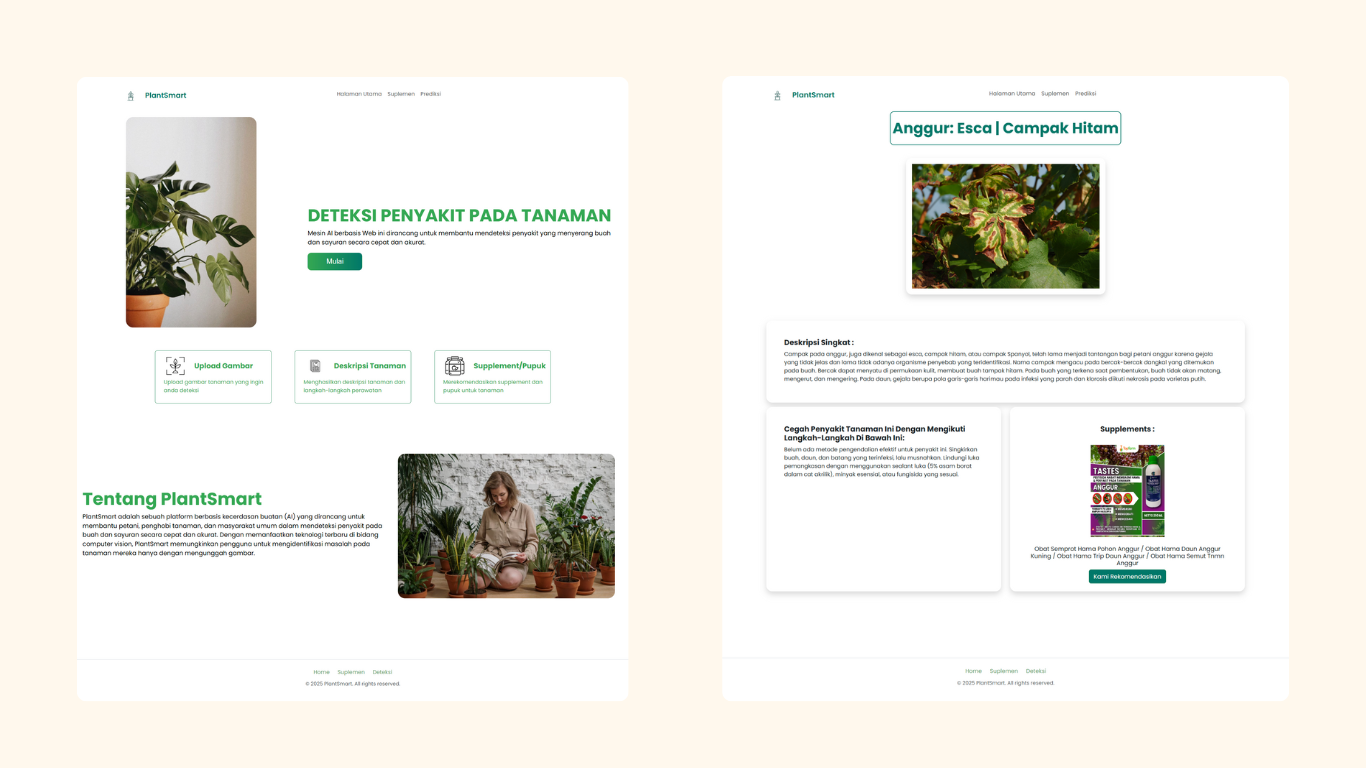 PlantSmart
Halaman Utama Suplemen Prediksi
DETEKSI PENYAKIT PADA TANAMAN
Mesin AI berbasis Web ini dirancang untuk membantu mendeteksi penyakit yang menyerang buah
dan sayuran secara cepat dan akurat.
Mulai
Upload Gambar
Upload gambar tanaman yang ingin
anda deteksi
Deskripsi Tanaman
Menghasilkan deskripsi tanaman dan
langkah-langkah perawatan
Supplement/Pupuk
Merekomendasikan supplement dan
pupuk untuk tanaman
Tentang PlantSmart
PlantSmart adalah sebuah platform berbasis kecerdasan buatan (AI) yang dirancang untuk
membantu petani, penghobi tanaman, dan masyarakat umum dalam mendeteksi penyakit pada
buah dan sayuran secara cepat dan akurat. Dengan memanfaatkan teknologi terbaru di bidang
computer vision, PlantSmart memungkinkan pengguna untuk mengidentifikasi masalah pada
tanaman mereka hanya dengan mengunggah gambar.
Home Suplemen Deteksi
© 2025 PlantSmart. All rights reserved.
PlantSmart
Halaman Utama Suplemen Prediksi
Anggur: Esca | Campak Hitam
Deskripsi Singkat :
Campak pada anggur, juga dikenal sebagai esca, campak hitam, atau campak Spanyol, telah lama menjadi tantangan bagi petani anggur karena gejala
yang tidak jelas dan lama tidak adanya organisme penyebab yang teridentifikasi. Nama campak mengacu pada bercak-bercak dangkal yang ditemukan
pada buah. Bercak dapat menyatu di permukaan kulit, membuat buah tampak hitam. Pada buah yang terkena saat pembentukan, buah tidak akan matang,
mengerut, dan mengering. Pada daun, gejala berupa pola garis-garis harimau pada infeksi yang parah dan klorosis diikuti nekrosis pada varietas putih.
Cegah Penyakit Tanaman Ini Dengan Mengikuti
Langkah-Langkah Di Bawah Ini:
Belum ada metode pengendalian efektif untuk penyakit ini. Singkirkan
buah, daun, dan batang yang terinfeksi, lalu musnahkan. Lindungi luka
pemangkasan dengan menggunakan sealant luka (5% asam borat
dalam cat akrilik), minyak esensial, atau fungisida yang sesuai.
Supplements :
TASTES
ANGGUR
Obat Semprot Hama Pohon Anggur / Obat Hama Daun Anggur
Kuning / Obat Hama Trip Daun Anggur / Obat Hama Semut Tnmn
Anggur
Kami Rekomendasikan
Home Suplemen Deteksi
© 2025 PlantSmart. All rights reserved.